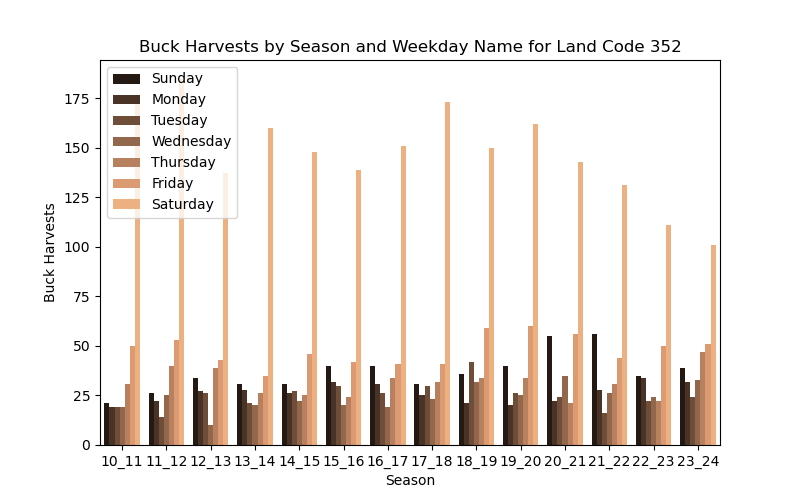 Buck Harvests by Season and Weekday Name for Land Code 352
Sunday
Monday
Tuesday
Wednesday
Thursday
Friday
Saturday
Buck Harvests
175
150
125
100
75
50
25
0
10_11 11_12 12_13 13_14 14_15 15_16 16_17 17_18 18_19 19_20 20_21 21_22 22_23 23_24
Season